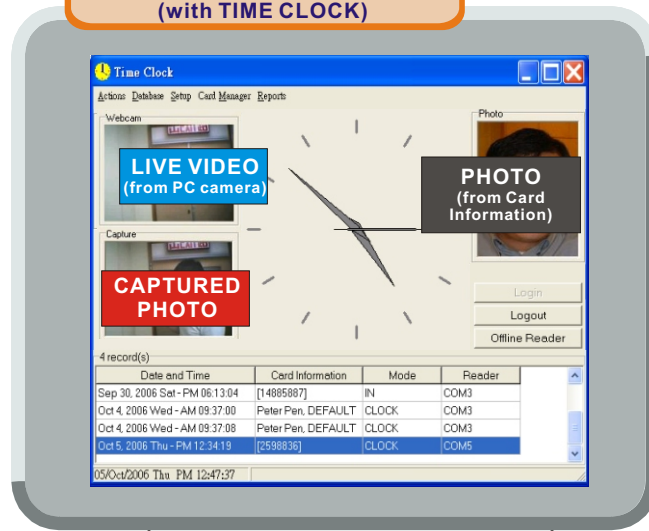 (with TIME CLOCK)
Time Clock
Actions Database Setup Card Manager Reports
Webcam
LIVE VIDEO
(from PC camera)
Photo
PHOTO
(from Card
Information)
Capture
CAPTURED
PHOTO
Login
Logout
Offline Reader
4 record(s)
Date and Time Card Information Mode Reader
Sep 30, 2006 Sat - PM 06:13:04 [14885887] IN COM3
Oct 4, 2006 Wed - AM 09:37:00 Peter Pen, DEFAULT CLOCK COM3
Oct 4, 2006 Wed - AM 09:37:08 Peter Pen, DEFAULT CLOCK COM3
Oct 5, 2006 Thu - PM 12:34:19 [2598836] CLOCK COM5
05/Oct/2006 Thu PM 12:47:37